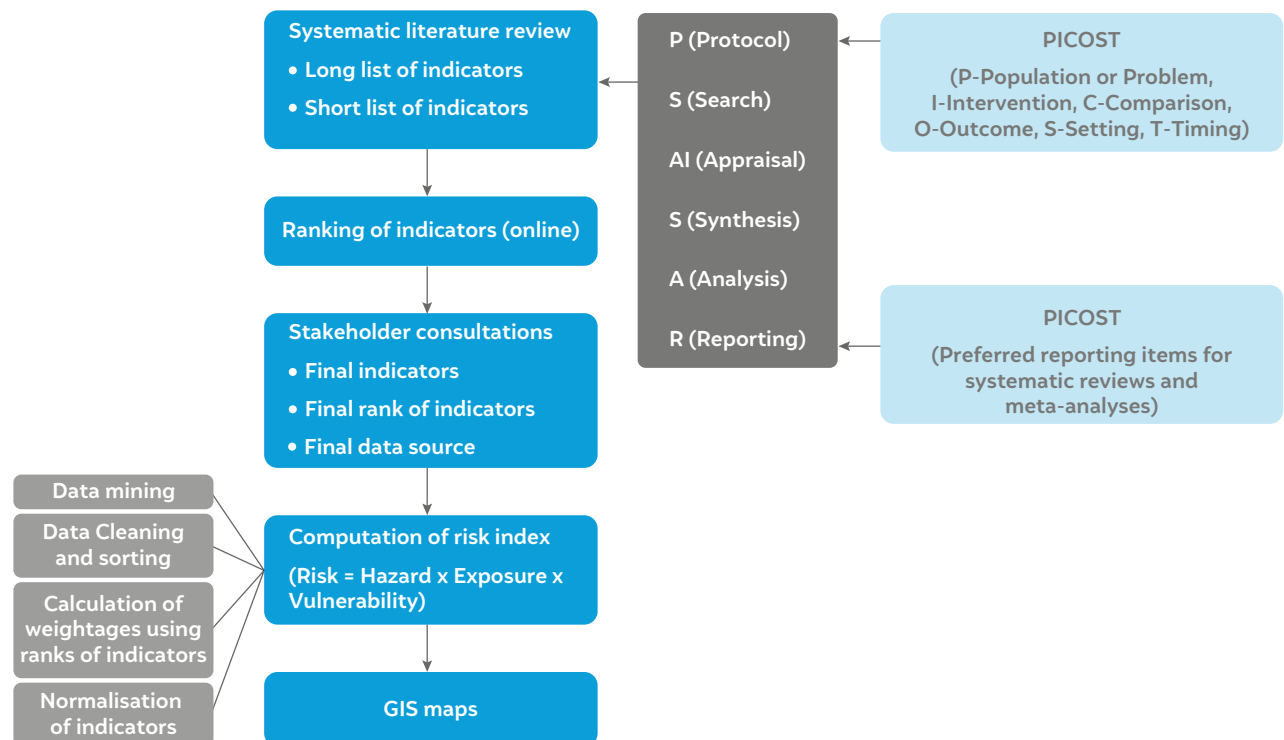 Systematic literature review
• Long list of indicators
• Short list of indicators
Ranking of indicators (online)
Stakeholder consultations
• Final indicators
• Final rank of indicators
• Final data source
Computation of risk index
(Risk = Hazard x Exposure x
Vulnerability)
GIS maps
P (Protocol)
S (Search)
AI (Appraisal)
S (Synthesis)
A (Analysis)
R (Reporting)
PICOST
(P-Population or Problem,
I-Intervention, C-Comparison,
O-Outcome, S-Setting, T-Timing)
PICOST
(Preferred reporting items for
systematic reviews and
meta-analyses)
Data mining
Data Cleaning
and sorting
Calculation of
weightages using
ranks of indicators
Normalisation
of indicators